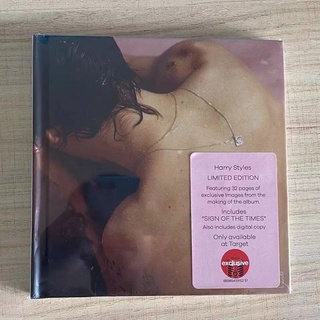 Harry Styles
LIMITED EDITION
Featuring 32 pages of
exclusive images from the
making of the album
Includes
"SIGN OF THE TIMES"
Also includes digital copy
Only available
at Target
exclusive